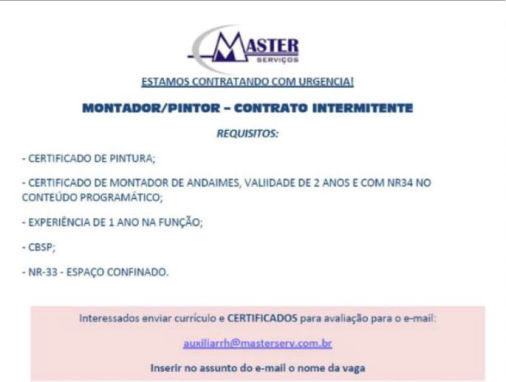 MASTER
SERVIÇOS
ESTAMOS CONTRATANDO COM URGENCIA!
MONTADOR/PINTOR – CONTRATO INTERMITENTE
REQUISITOS:
- CERTIFICADO DE PINTURA;
- CERTIFICADO DE MONTADOR DE ANDAIMES, VALIIDADE DE 2 ANOS E COM NR34 NO
CONTEÚDO PROGRAMÁTICO;
- EXPERIÊNCIA DE 1 ANO NA FUNÇÃO;
- CBSP;
- NR-33 - ESPAÇO CONFINADO.
Interessados enviar currículo e CERTIFICADOS para avaliação para o e-mail:
auxiliarrh@masterserv.com.br
Inserir no assunto do e-mail o nome da vaga